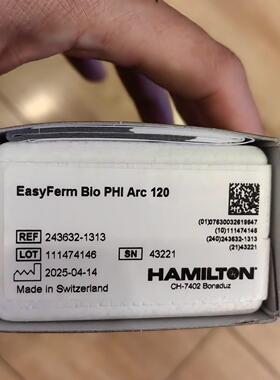 EasyFerm Bio PHI Arc 120
(01)07630032619647
(10)111474146
(240)243632-1313
(21)43221
REF 243632-1313
LOT 111474146 SN 43221
2025-04-14
Made in Switzerland
HAMILTON
CH-7402 Bonaduz